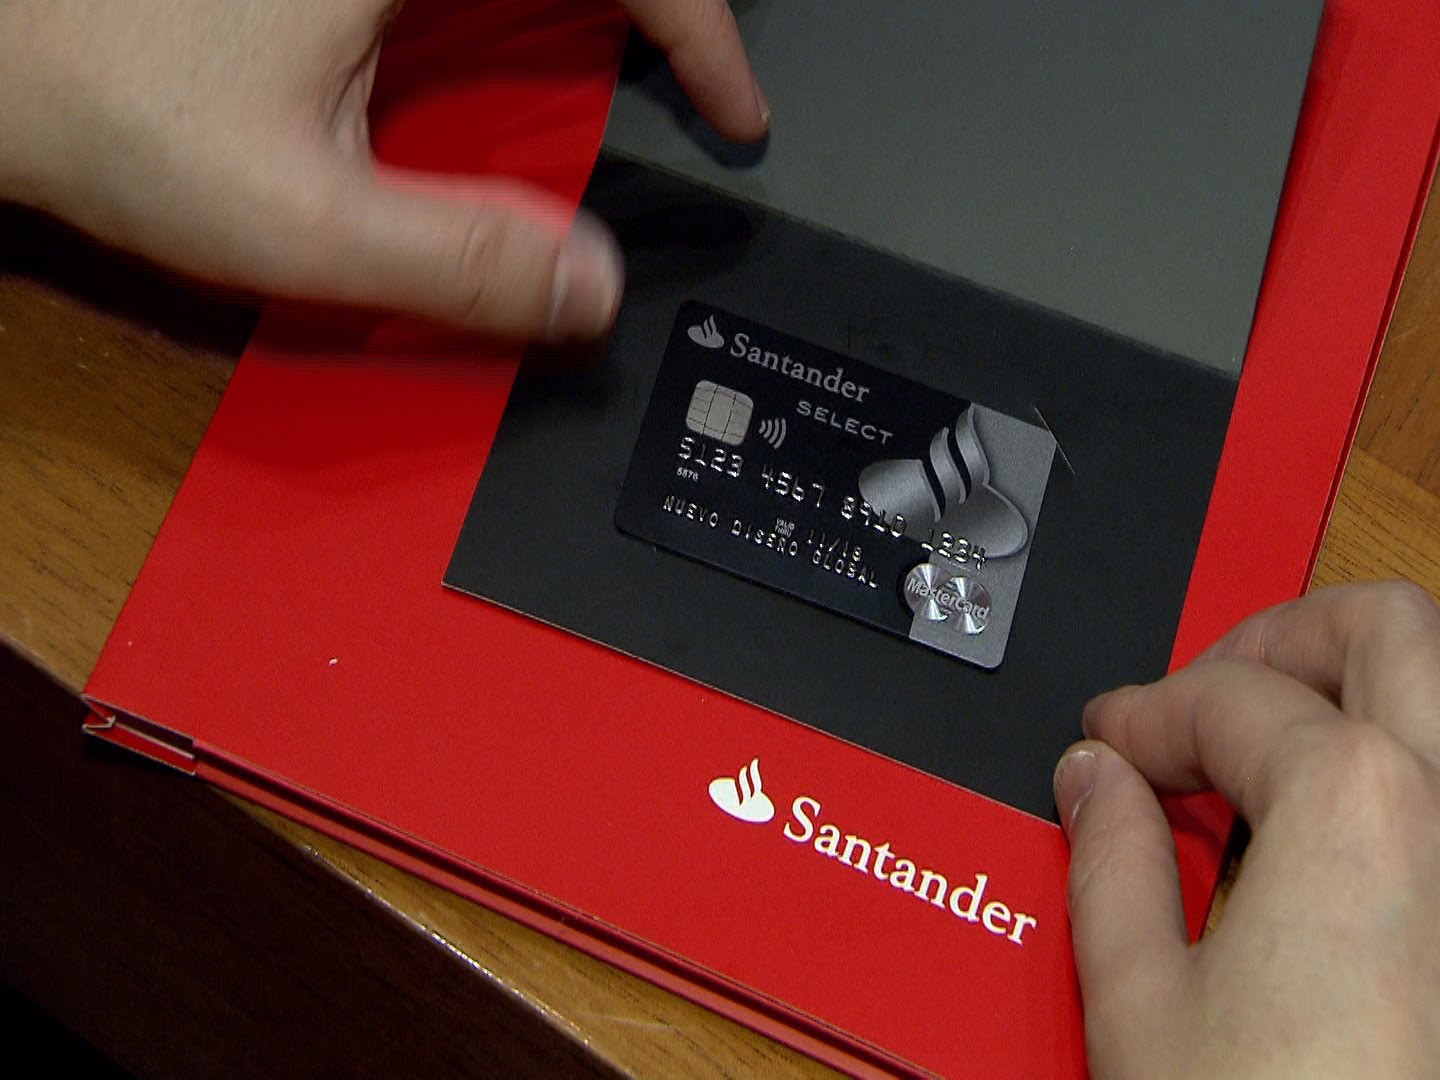 Santander
SELECT
5123 4567 8910 1234
5678
VALID
THRU
11/18
NUEVO DISEÑO GLOBAL
MasterCard
Santander